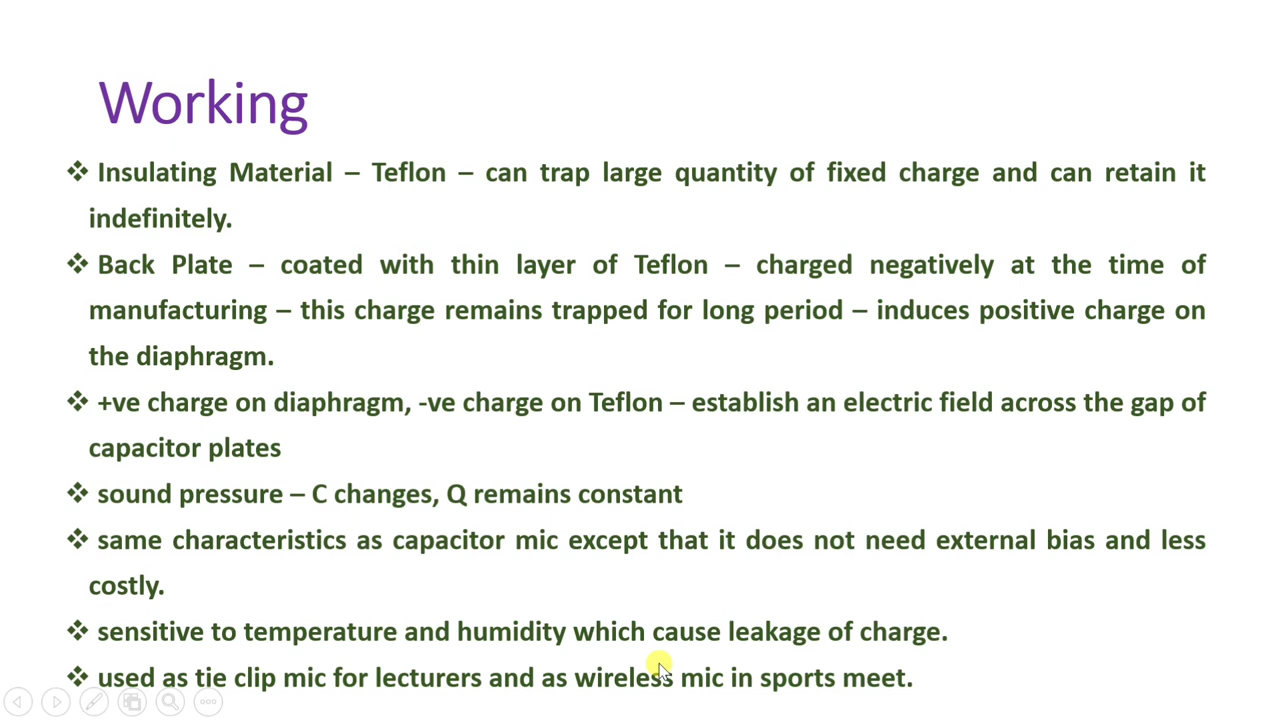 Working
❖ Insulating Material – Teflon – can trap large quantity of fixed charge and can retain it
indefinitely.
❖ Back Plate – coated with thin layer of Teflon – charged negatively at the time of
manufacturing – this charge remains trapped for long period – induces positive charge on
the diaphragm.
❖ +ve charge on diaphragm, -ve charge on Teflon – establish an electric field across the gap of
capacitor plates
❖ sound pressure – C changes, Q remains constant
❖ same characteristics as capacitor mic except that it does not need external bias and less
costly.
❖ sensitive to temperature and humidity which cause leakage of charge.
❖ used as tie clip mic for lecturers and as wireless mic in sports meet.